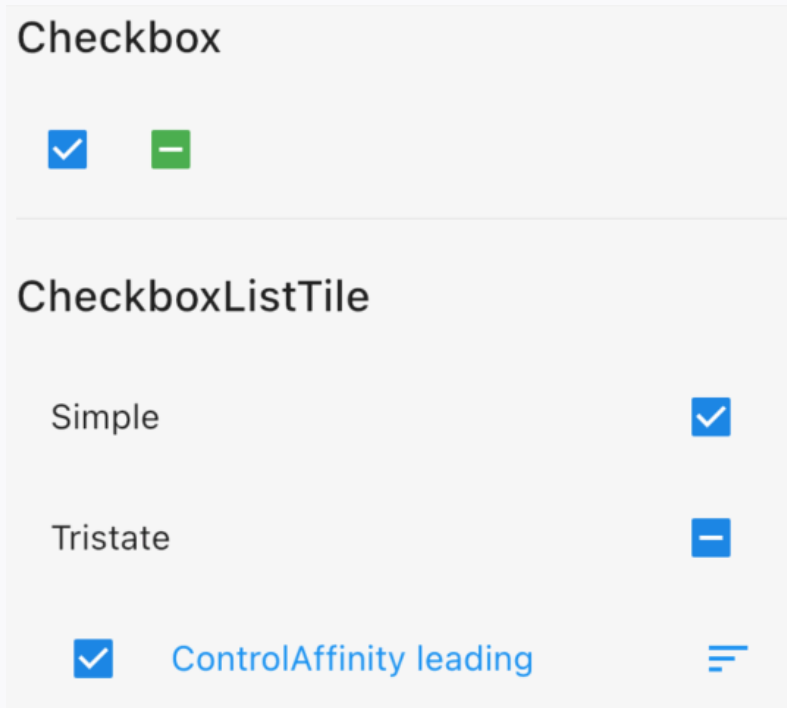 Checkbox
CheckboxListTile
Simple
Tristate
ControlAffinity leading